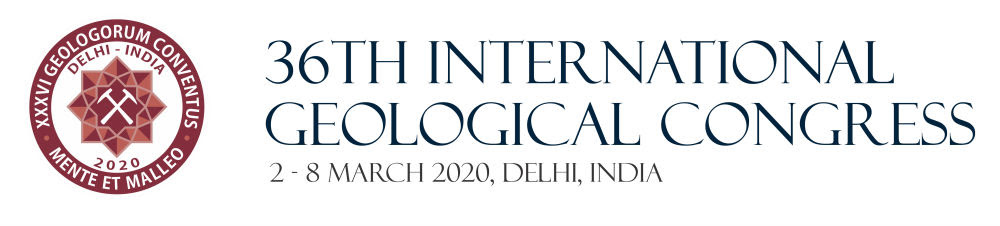 XXXVI GEOLOGORUM CONVENTUS
DELHI - INDIA
2020
MENTE ET MALLEO
36TH INTERNATIONAL
GEOLOGICAL CONGRESS
2 - 8 MARCH 2020, DELHI, INDIA